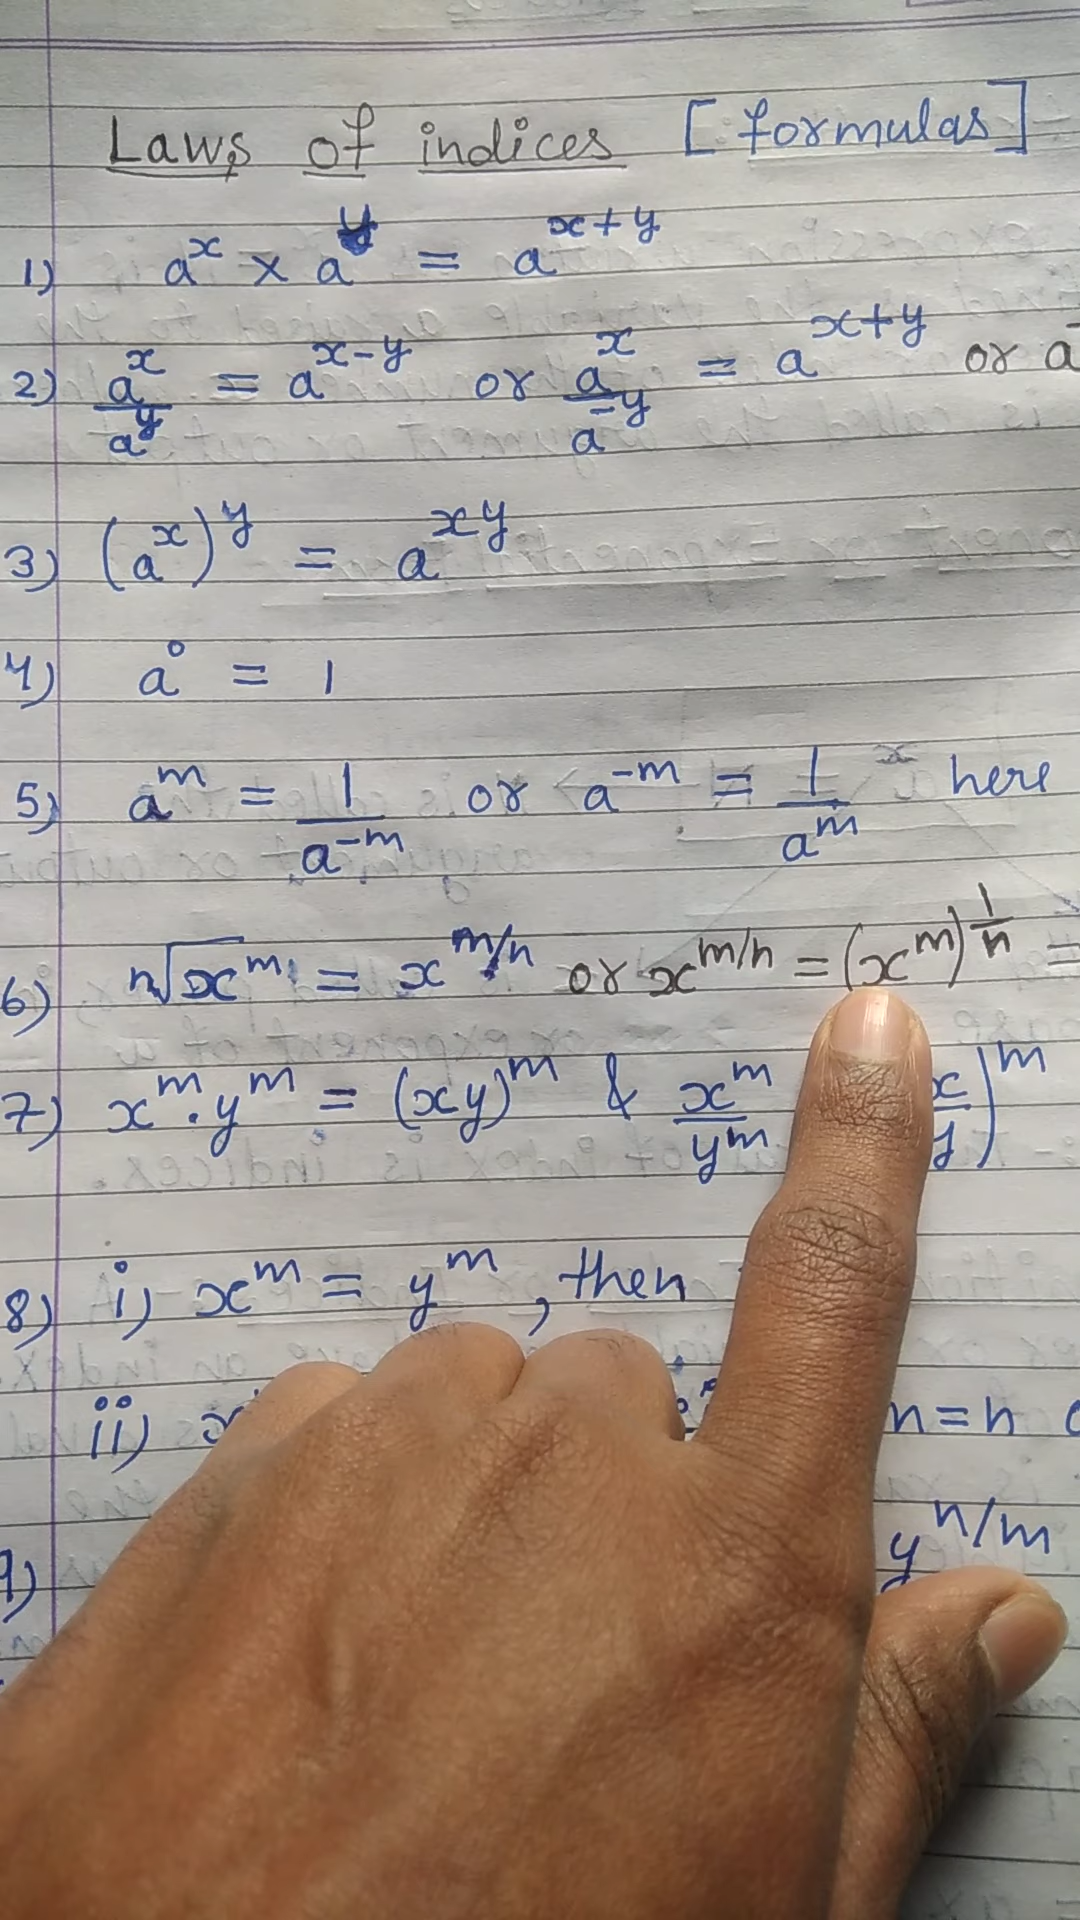 Laws of indices [formulas]
1) a^x × a^y = a^(x+y)
2) a^x/a^y = a^(x-y) or a^x/a^-y = a^(x+y) or a
3) (a^x)^y = a^(xy)
4) a^0 = 1
5) a^m = 1/a^-m or a^-m = 1/a^m here
6) n√x^m = x^(m/n) or x^(m/n) = (x^m)^(1/n) =
7) x^m . y^m = (xy)^m & x^m/y^m x/y)^m
8) i) x^m = y^m, then
ii) n=n
9) y^(n/m)